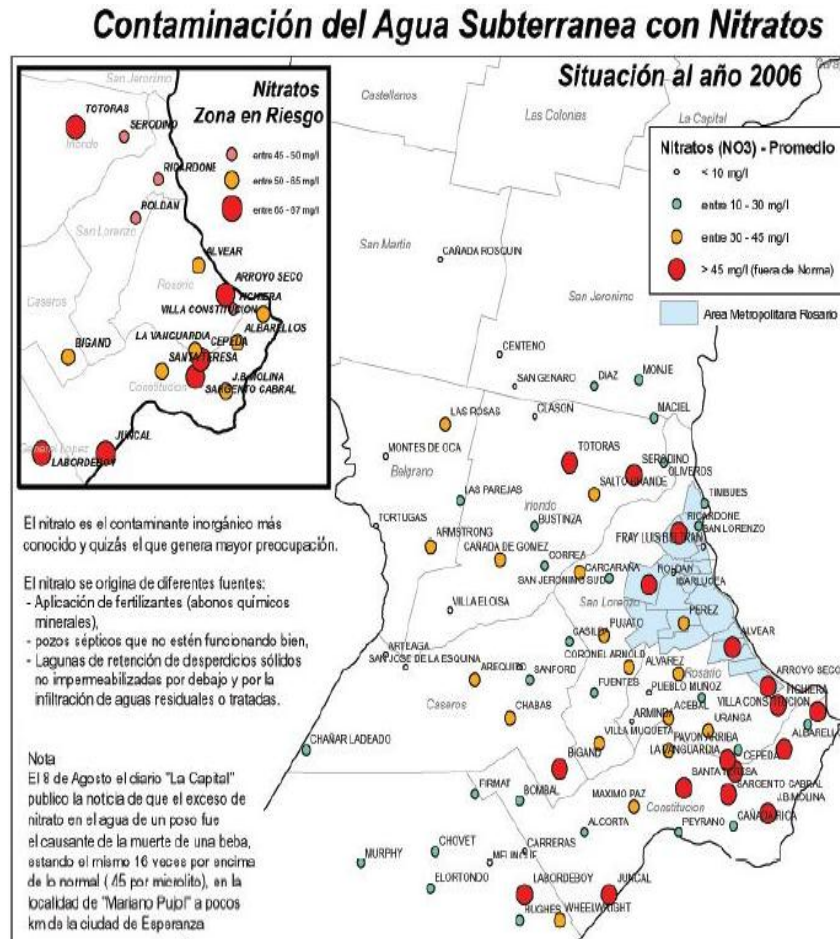 Contaminación del Agua Subterranea con Nitratos
Situación al año 2006
Nitratos
Zona en Riesgo
entre 45 - 50 mg/l
entre 50 - 65 mg/l
San Jeronimo
TOTORAS
SERODINO
Iriondo
RICARDONE
ROLDAN
San Lorenzo
ALVEAR
Rosario
ARROYO SECO
VILLA CONSTITUCION
Caseros
ALBARELLOS
LA VANGUARDIA
CEPEDA
BIGAND
SANTA TERESA
J.B.MOLINA
Constitucion
SARGENTO CABRAL
JUNCAL
General Lopez
LABORDEBOY
Nitratos (NO3) - Promedio
< 10 mg/l
entre 10 - 30 mg/l
entre 30 - 45 mg/l
> 45 mg/l (fuera de Norma)
Area Metropolitana Rosario
Castellanos
Las Colonias
La Capital
San Martin
CAÑADA ROSQUIN
San Jeronimo
CENTENO
SAN GENARO
DIAZ
MONJE
LAS ROSAS
CLASON
MACIEL
MONTES DE OCA
TOTORAS
SERODINO
OLIVEROS
Belgrano
SALTO GRANDE
LAS PAREJAS
Iriondo
TIMBUES
TORTUGAS
BUSTINZA
RICARDONE
SAN LORENZO
ARMSTRONG
FRAY LUIS BELTRAN
CAÑADA DE GOMEZ
CORREA
CARCARAÑA
ROLDAN
SAN JERONIMO SUD
IBARLUCEA
VILLA ELOISA
San Lorenzo
PUJATO
PEREZ
CASILDA
ALVEAR
ARTEAGA
CORONEL ARNOLD
SAN JOSE DE LA ESQUINA
AREQUITO
SANFORD
ALVAREZ
Rosario
ARROYO SECO
FUENTES
PUEBLO MUÑOZ
FIGHIERA
VILLA CONSTITUCION
Caseros
CHABAS
ARMINDA
ACEBAL
URANGA
CHAÑAR LADEADO
VILLA MUGUETA
PAVON ARRIBA
BIGAND
LA VANGUARDIA
CEPEDA
SANTA TERESA
FIRMAT
BOMBAL
MAXIMO PAZ
SARGENTO CABRAL
Constitucion
J.B.MOLINA
CAÑADA RICA
ALCORTA
PEYRANO
CHOVET
CARRERAS
MURPHY
ELORTONDO
LABORDEBOY
JUNCAL
HUGHES
WHEELWRIGHT
El nitrato es el contaminante inorgánico más
conocido y quizás el que genera mayor preocupación.
El nitrato se origina de diferentes fuentes:
- Aplicación de fertilizantes (abonos químicos
minerales),
- pozos sépticos que no estén funcionando bien,
- Lagunas de retención de desperdicios sólidos
no impermeabilizadas por debajo y por la
infiltración de aguas residuales o tratadas.
Nota
El 8 de Agosto el diario "La Capital"
publico la noticia de que el exceso de
nitrato en el agua de un poso fue
el causante de la muerte de una beba,
estando el mismo 16 veces por encima
de lo normal ( 45 por microlito), en la
localidad de "Mariano Pujol" a pocos
km de la ciudad de Esperanza